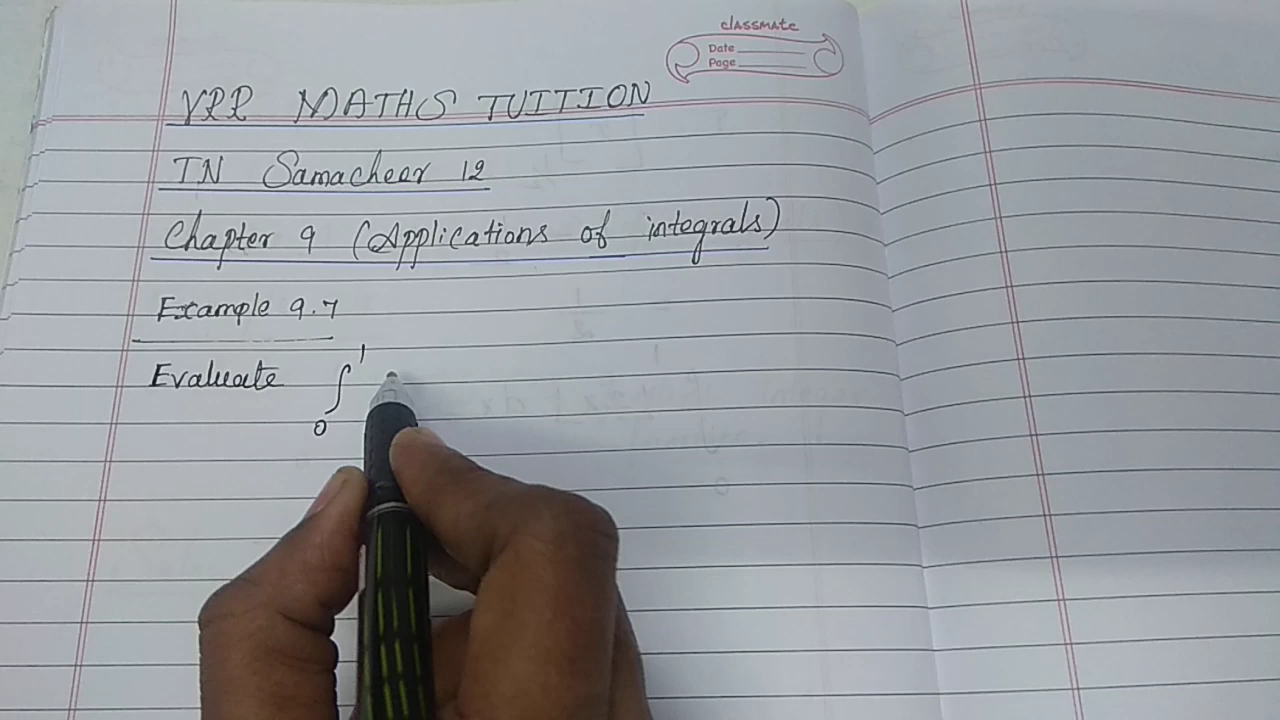 classmate
Date
Page
VRR MATHS TUITION
TN Samacheer 12
Chapter 9 (Applications of integrals)
Example 9.7
Evaluate ∫₀¹